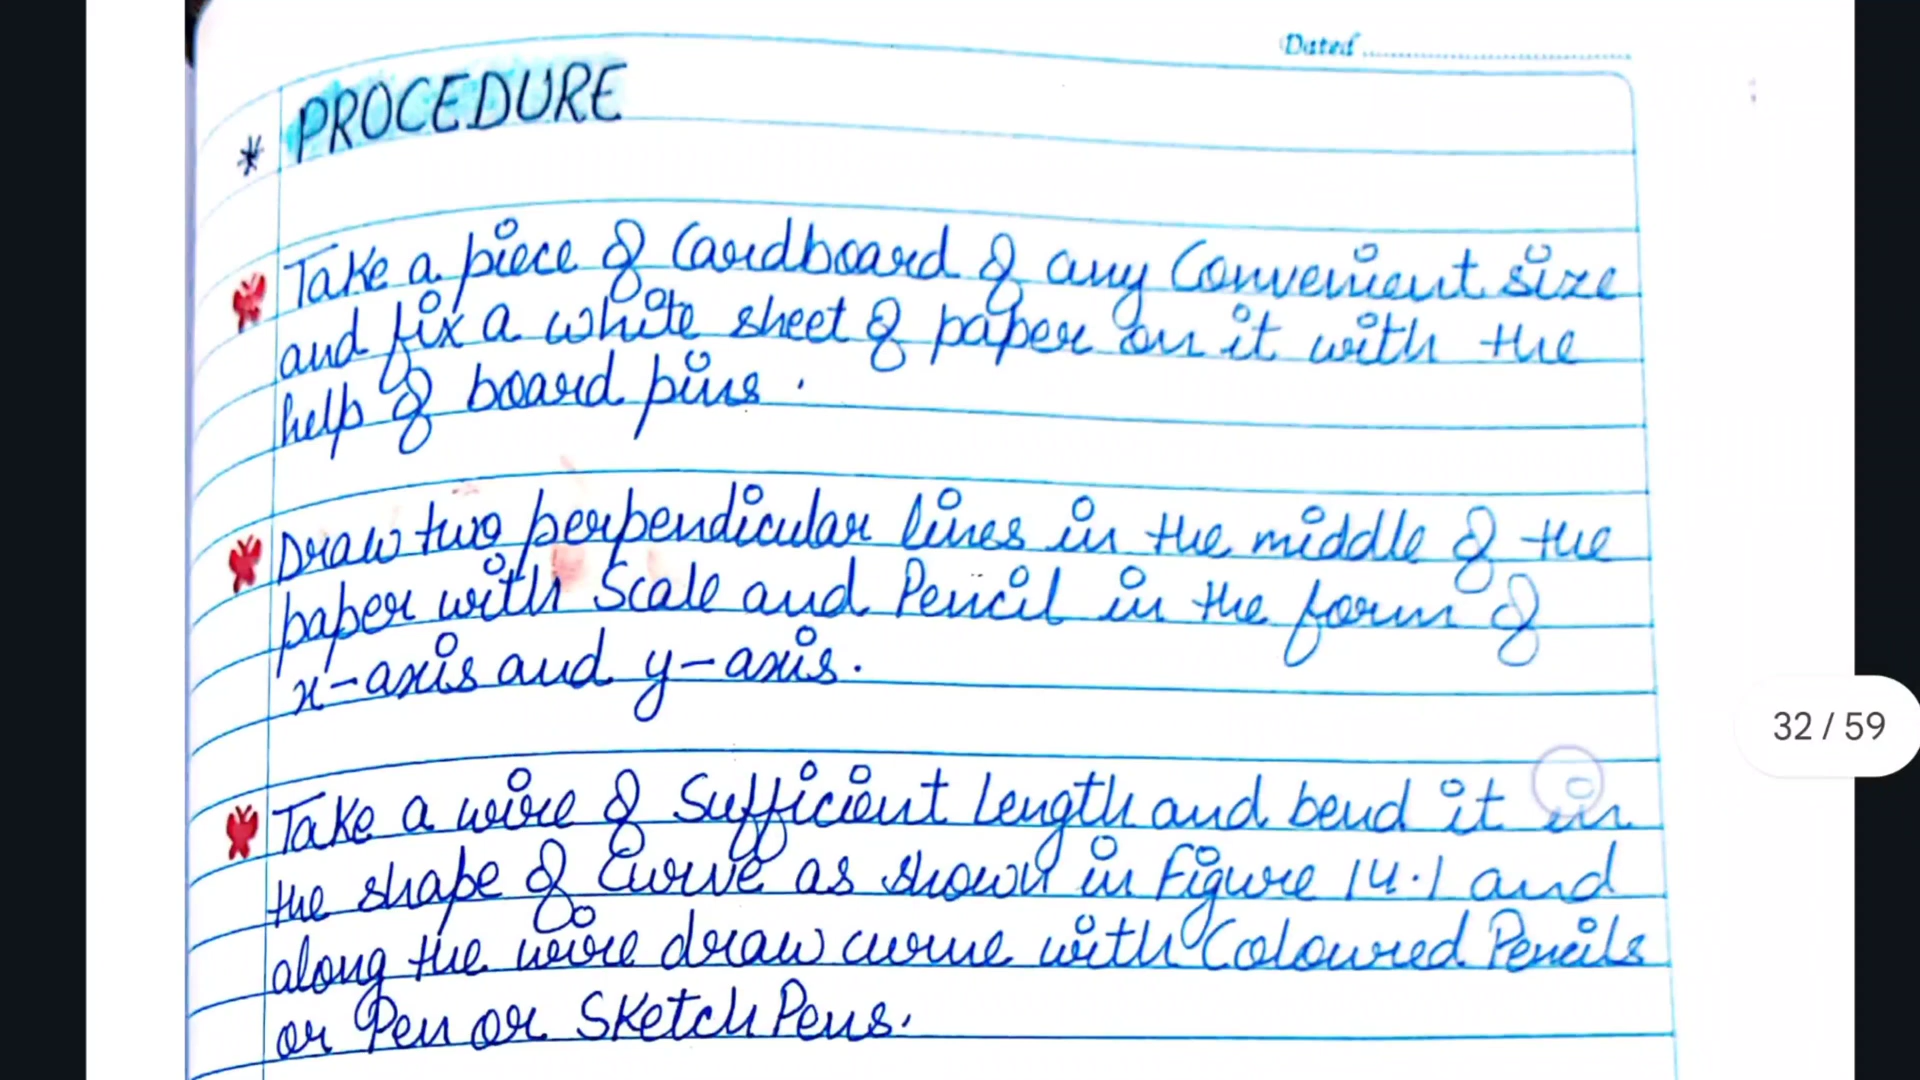 Dated
* PROCEDURE
Take a piece of Cardboard of any Convenient size
and fix a white sheet of paper on it with the
help of board pins.
Draw two perpendicular lines in the middle of the
paper with Scale and Pencil in the form of
x-axis and y-axis.
Take a wire of Sufficient Length and bend it in
the shape of Curve as shown in Figure 14.1 and
along the wire draw curve with Coloured Pencils
or Pen or Sketch Pens.
32 / 59